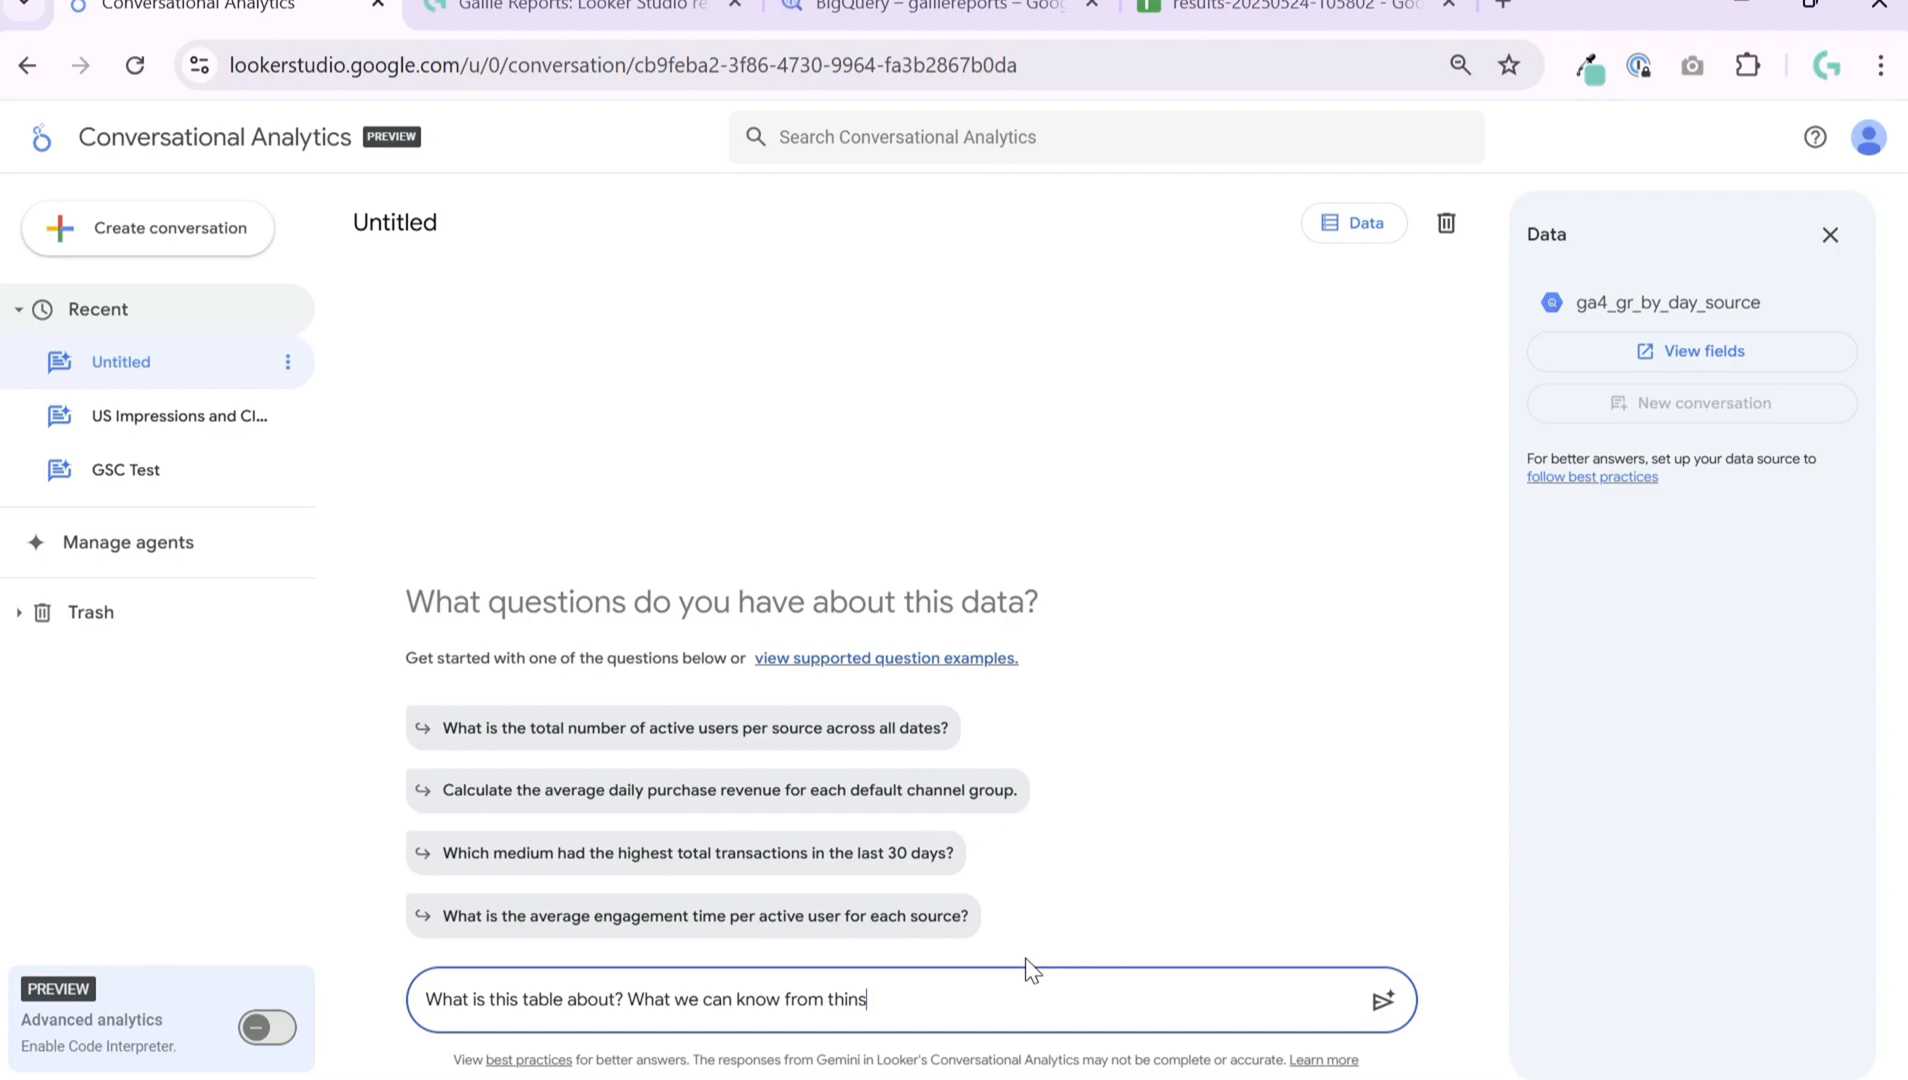 Conversational Analytics
Gallie Reports: Looker Studio re
BigQuery – galliereports – Goog
results-20250524-105802 - Goo
lookerstudio.google.com/u/0/conversation/cb9feba2-3f86-4730-9964-fa3b2867b0da
Conversational Analytics PREVIEW
Search Conversational Analytics
Create conversation
Untitled
Data
Data
Recent
ga4_gr_by_day_source
Untitled
View fields
US Impressions and Cl...
New conversation
GSC Test
For better answers, set up your data source to
follow best practices
Manage agents
Trash
What questions do you have about this data?
Get started with one of the questions below or view supported question examples.
What is the total number of active users per source across all dates?
Calculate the average daily purchase revenue for each default channel group.
Which medium had the highest total transactions in the last 30 days?
What is the average engagement time per active user for each source?
PREVIEW
Advanced analytics
Enable Code Interpreter.
What is this table about? What we can know from thins
View best practices for better answers. The responses from Gemini in Looker's Conversational Analytics may not be complete or accurate. Learn more